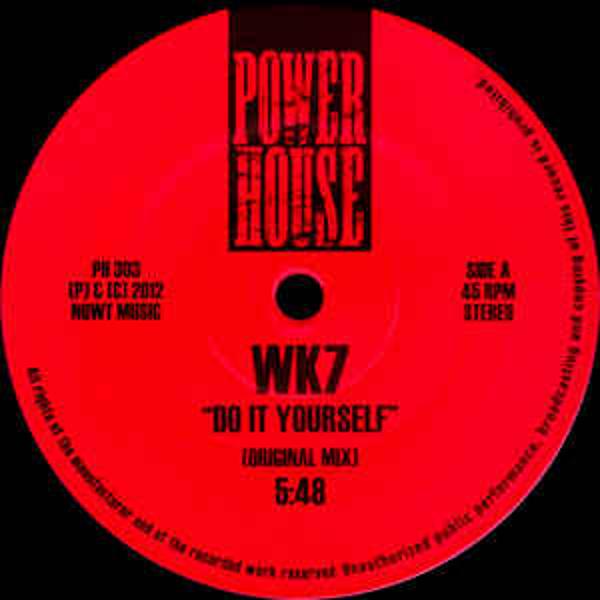 POWER
HOUSE
PH 303
(P) & (C) 2012
NUWT MUSIC
SIDE A
45 RPM
STEREO
WK7
"DO IT YOURSELF"
(ORIGINAL MIX)
5:48
All rights of the manufacturer and of the recorded work reserved Unauthorized public performance, broadcasting and copying of this record is prohibited